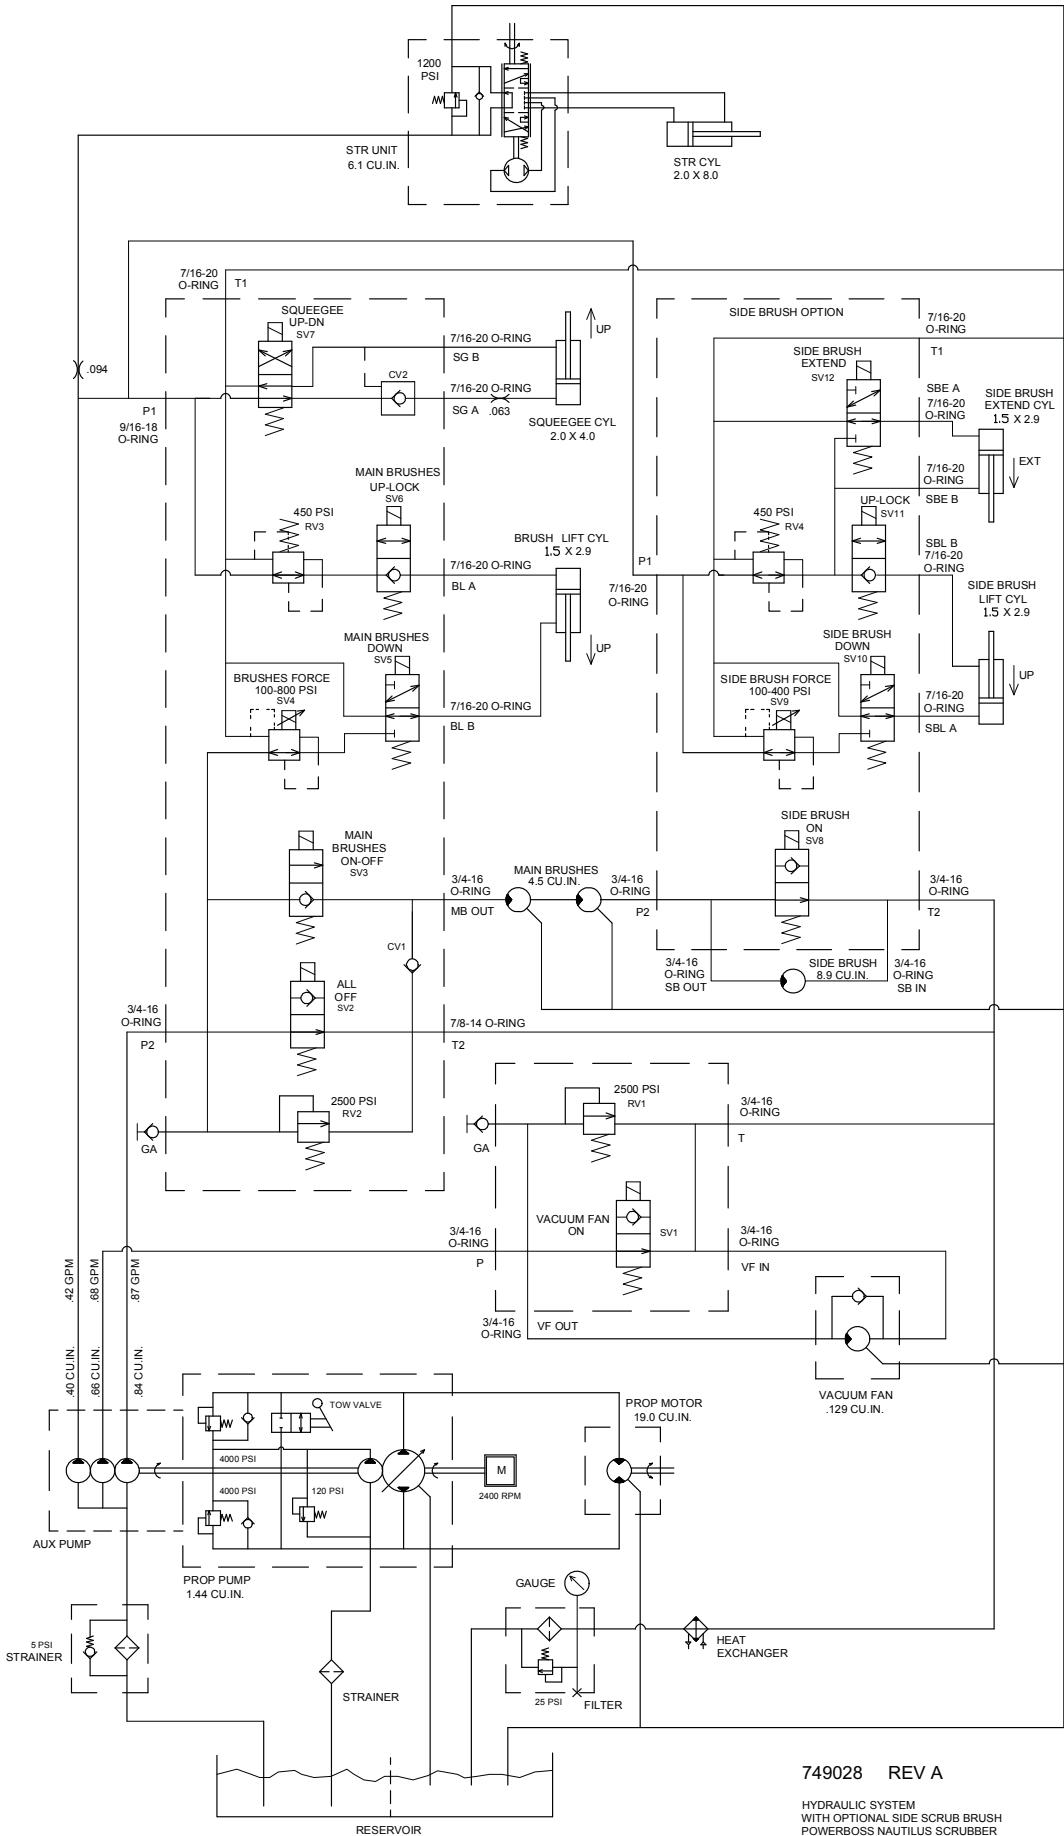 1200
PSI
STR UNIT
6.1 CU.IN.
STR CYL
2.0 X 8.0
7/16-20
O-RING
T1
SQUEEGEE
UP-DN
SV7
7/16-20 O-RING
SG B
UP
CV2
7/16-20 O-RING
SG A
.063
SQUEEGEE CYL
2.0 X 4.0
.094
P1
9/16-18
O-RING
SIDE BRUSH OPTION
7/16-20
O-RING
T1
SIDE BRUSH
EXTEND
SV12
SBE A
7/16-20
O-RING
SIDE BRUSH
EXTEND CYL
1.5 X 2.9
EXT
7/16-20
O-RING
SBE B
MAIN BRUSHES
UP-LOCK
SV6
450 PSI
RV3
BRUSH LIFT CYL
1.5 X 2.9
7/16-20 O-RING
BL A
UP
P1
7/16-20
O-RING
450 PSI
RV4
UP-LOCK
SV11
SBL B
7/16-20
O-RING
SIDE BRUSH
LIFT CYL
1.5 X 2.9
UP
MAIN BRUSHES
DOWN
SV5
BRUSHES FORCE
100-800 PSI
SV4
7/16-20 O-RING
BL B
SIDE BRUSH
DOWN
SV10
SIDE BRUSH FORCE
100-400 PSI
SV9
7/16-20
O-RING
SBL A
MAIN
BRUSHES
ON-OFF
SV3
3/4-16
O-RING
MB OUT
MAIN BRUSHES
4.5 CU.IN.
3/4-16
O-RING
P2
SIDE BRUSH
ON
SV8
3/4-16
O-RING
T2
CV1
3/4-16
O-RING
SB OUT
SIDE BRUSH
8.9 CU.IN.
3/4-16
O-RING
SB IN
ALL
OFF
SV2
3/4-16
O-RING
P2
7/8-14 O-RING
T2
2500 PSI
RV2
GA
2500 PSI
RV1
GA
3/4-16
O-RING
T
VACUUM FAN
ON
SV1
3/4-16
O-RING
P
3/4-16
O-RING
VF IN
3/4-16
O-RING
VF OUT
.42 GPM
.68 GPM
.87 GPM
.40 CU.IN.
.66 CU.IN.
.84 CU.IN.
VACUUM FAN
.129 CU.IN.
TOW VALVE
4000 PSI
4000 PSI
120 PSI
M
2400 RPM
PROP MOTOR
19.0 CU.IN.
AUX PUMP
PROP PUMP
1.44 CU.IN.
5 PSI
STRAINER
STRAINER
GAUGE
25 PSI
FILTER
HEAT
EXCHANGER
RESERVOIR
749028 REV A
HYDRAULIC SYSTEM
WITH OPTIONAL SIDE SCRUB BRUSH
POWERBOSS NAUTILUS SCRUBBER